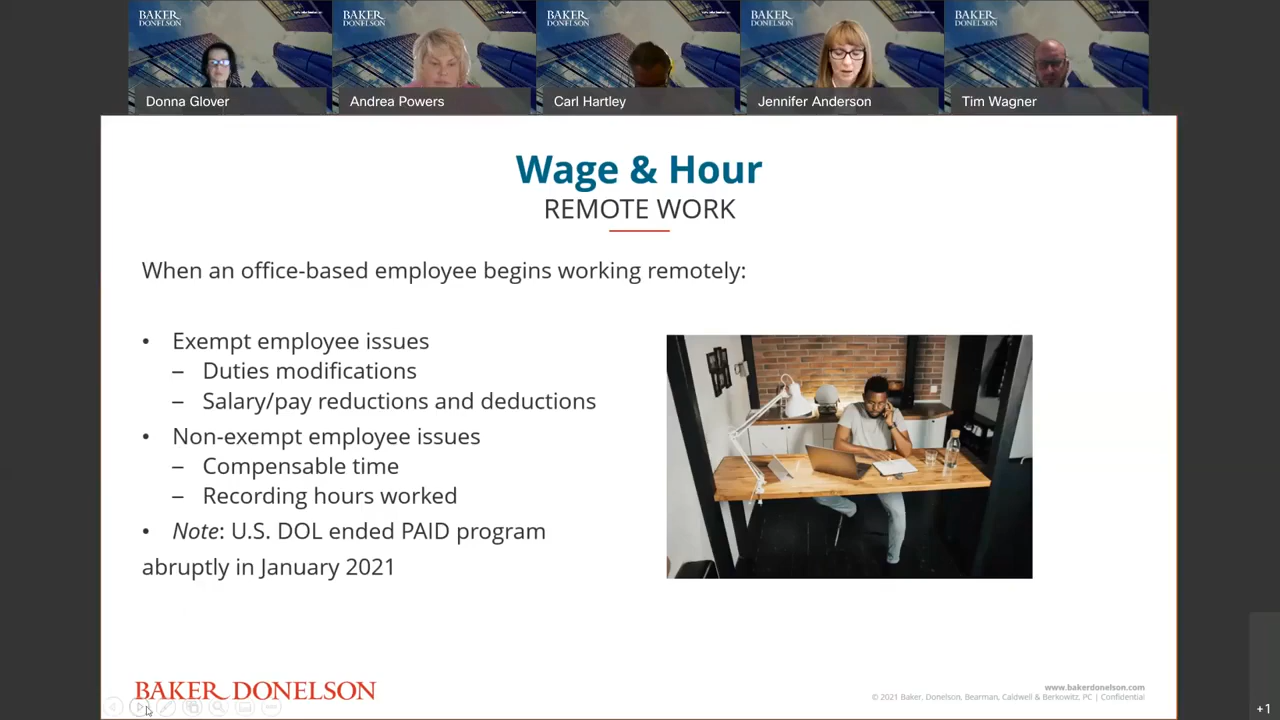 BAKER DONELSON
BAKER DONELSON
BAKER DONELSON
BAKER DONELSON
BAKER DONELSON
Donna Glover
Andrea Powers
Carl Hartley
Jennifer Anderson
Tim Wagner
Wage & Hour
REMOTE WORK
When an office-based employee begins working remotely:
• Exempt employee issues
– Duties modifications
– Salary/pay reductions and deductions
• Non-exempt employee issues
– Compensable time
– Recording hours worked
• Note: U.S. DOL ended PAID program
abruptly in January 2021
BAKER DONELSON
www.bakerdonelson.com
© 2021 Baker, Donelson, Bearman, Caldwell & Berkowitz, PC | Confidential
+1